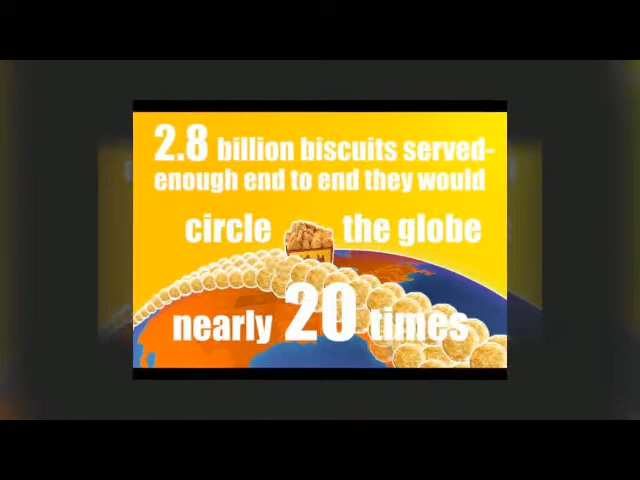 2.8 billion biscuits served-
enough end to end they would
circle the globe
nearly 20 times